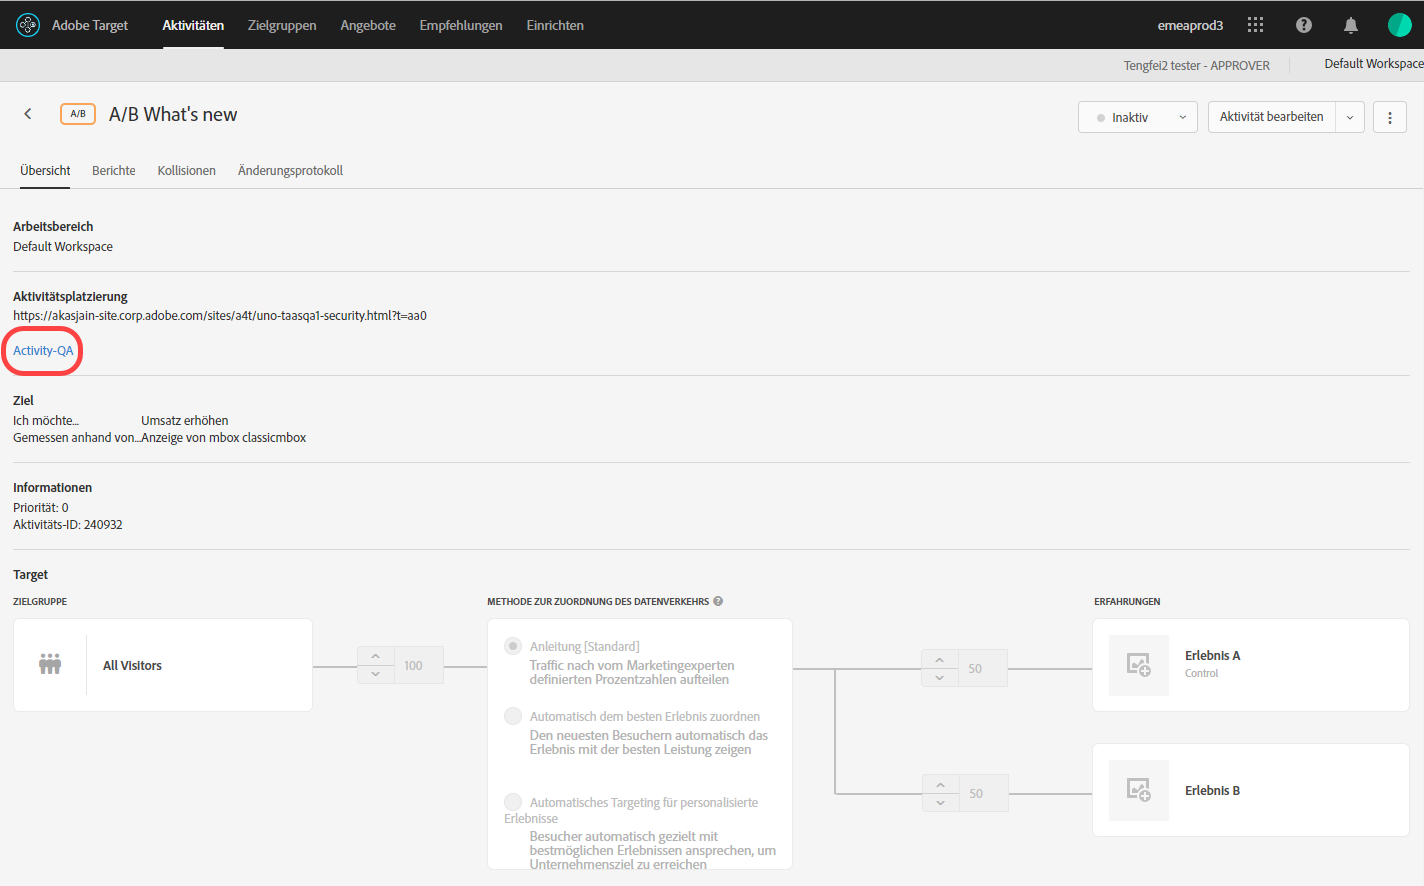 Adobe Target
Aktivitäten
Zielgruppen
Angebote
Empfehlungen
Einrichten
emeaprod3
Tengfei2 tester - APPROVER
Default Workspace
A/B
A/B What's new
Inaktiv
Aktivität bearbeiten
Übersicht
Berichte
Kollisionen
Änderungsprotokoll
Arbeitsbereich
Default Workspace
Aktivitätsplatzierung
https://akasjain-site.corp.adobe.com/sites/a4t/uno-taasqa1-security.html?t=aa0
Activity-QA
Ziel
Ich möchte... Umsatz erhöhen
Gemessen anhand von... Anzeige von mbox classicmbox
Informationen
Priorität: 0
Aktivitäts-ID: 240932
Target
ZIELGRUPPE
METHODE ZUR ZUORDNUNG DES DATENVERKEHRS
ERFAHRUNGEN
All Visitors
100
Anleitung [Standard]
Traffic nach vom Marketingexperten
definierten Prozentzahlen aufteilen
Automatisch dem besten Erlebnis zuordnen
Den neuesten Besuchern automatisch das
Erlebnis mit der besten Leistung zeigen
Automatisches Targeting für personalisierte
Erlebnisse
Besucher automatisch gezielt mit
bestmöglichen Erlebnissen ansprechen, um
Unternehmensziel zu erreichen
50
Erlebnis A
Control
50
Erlebnis B